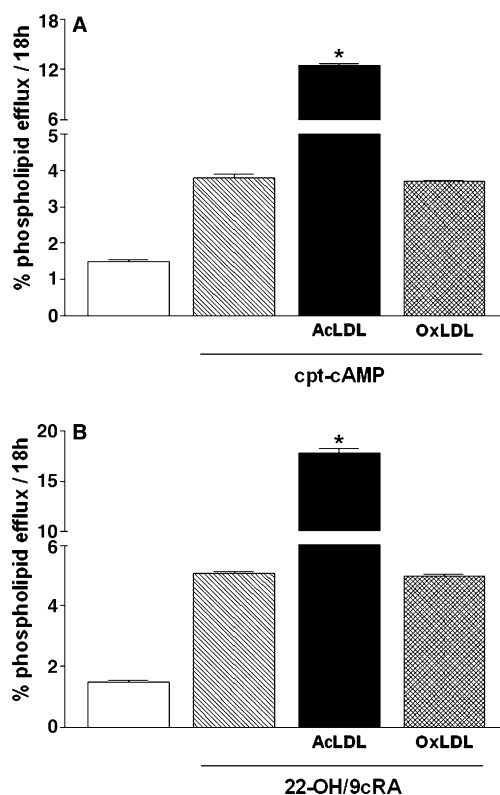 A
% phospholipid efflux / 18h
18
12
6
5
4
3
2
1
0
*
AcLDL OxLDL
cpt-cAMP
B
% phospholipid efflux / 18h
20
15
10
6
4
2
0
*
AcLDL OxLDL
22-OH/9cRA